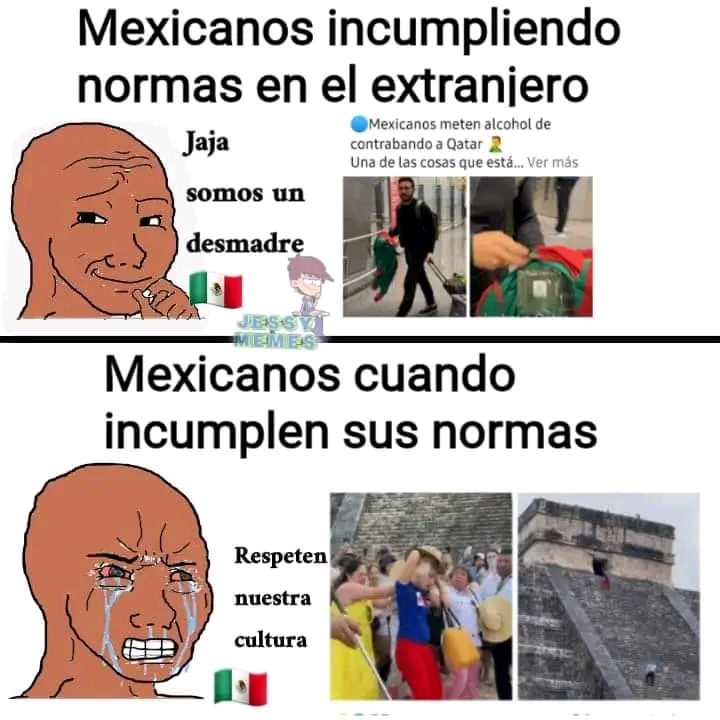 Mexicanos incumpliendo
normas en el extranjero
Jaja
somos un
desmadre
🔵Mexicanos meten alcohol de
contrabando a Qatar 🤦‍♂️
Una de las cosas que está... Ver más
JESSY
MEMES
Mexicanos cuando
incumplen sus normas
Respeten
nuestra
cultura